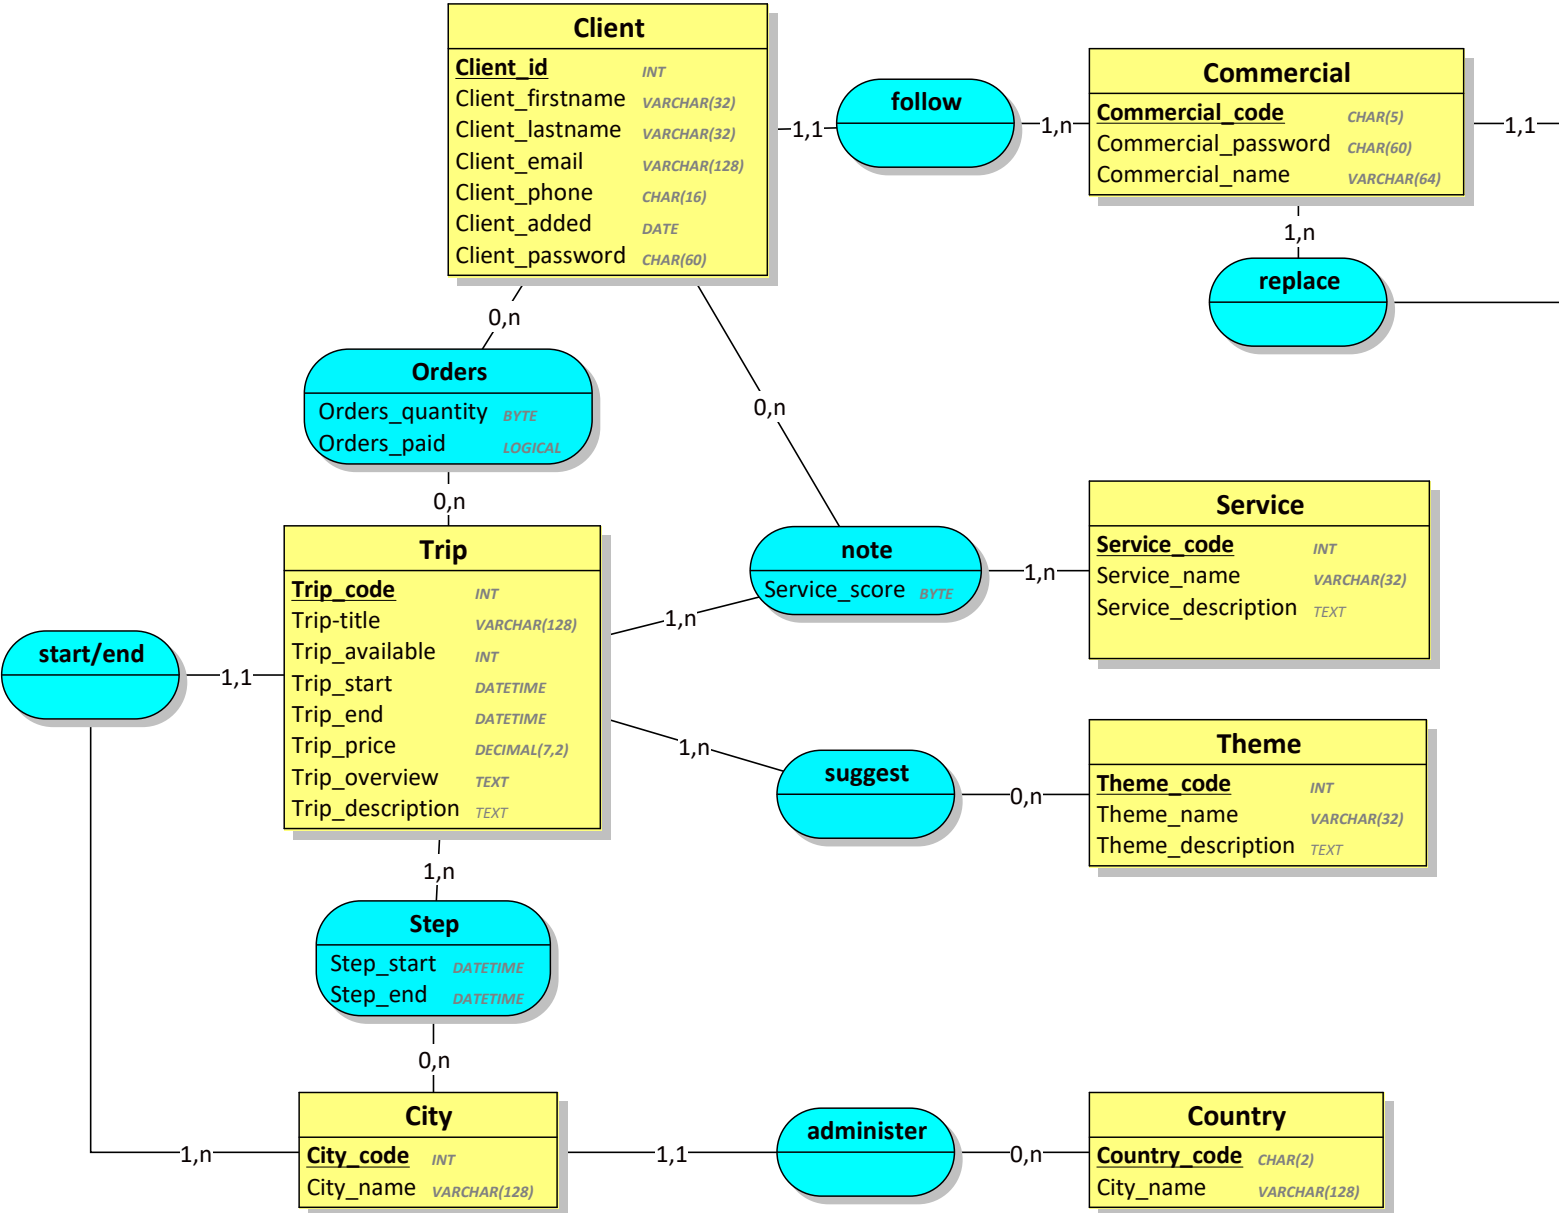 Client
Client_id INT
Client_firstname VARCHAR(32)
Client_lastname VARCHAR(32)
Client_email VARCHAR(128)
Client_phone CHAR(16)
Client_added DATE
Client_password CHAR(60)
1,1
follow
1,n
Commercial
Commercial_code CHAR(5)
Commercial_password CHAR(60)
Commercial_name VARCHAR(64)
1,1
1,n
replace
0,n
Orders
Orders_quantity BYTE
Orders_paid LOGICAL
0,n
0,n
note
Service_score BYTE
1,n
1,n
Service
Service_code INT
Service_name VARCHAR(32)
Service_description TEXT
Trip
Trip_code INT
Trip-title VARCHAR(128)
Trip_available INT
Trip_start DATETIME
Trip_end DATETIME
Trip_price DECIMAL(7,2)
Trip_overview TEXT
Trip_description TEXT
start/end
1,1
1,n
suggest
0,n
Theme
Theme_code INT
Theme_name VARCHAR(32)
Theme_description TEXT
1,n
Step
Step_start DATETIME
Step_end DATETIME
0,n
1,n
City
City_code INT
City_name VARCHAR(128)
1,1
administer
0,n
Country
Country_code CHAR(2)
City_name VARCHAR(128)